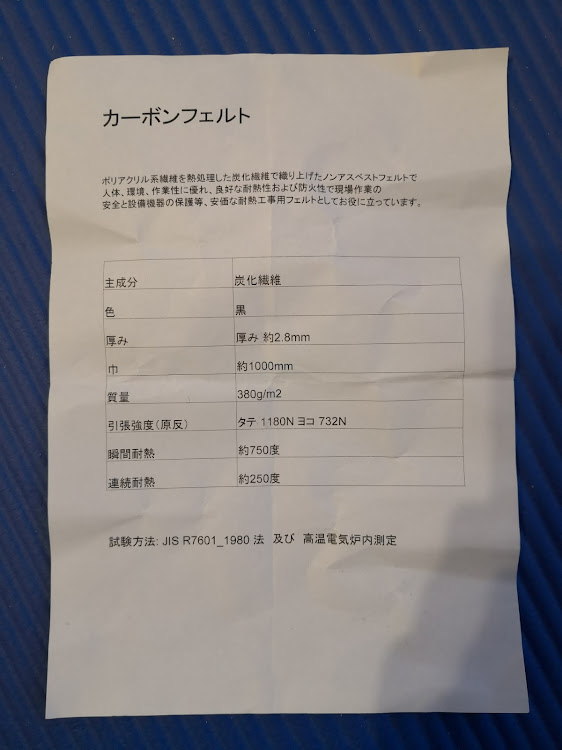 カーボンフェルト
ポリアクリル系繊維を熱処理した炭化繊維で織り上げたノンアスベストフェルトで
人体、環境、作業性に優れ、良好な耐熱性および防火性で現場作業の
安全と設備機器の保護等、安価な耐熱工事用フェルトとしてお役に立っています。
主成分 炭化繊維
色 黒
厚み 厚み 約2.8mm
巾 約1000mm
質量 380g/m2
引張強度(原反) タテ 1180N ヨコ 732N
瞬間耐熱 約750度
連続耐熱 約250度
試験方法: JIS R7601_1980 法 及び 高温電気炉内測定